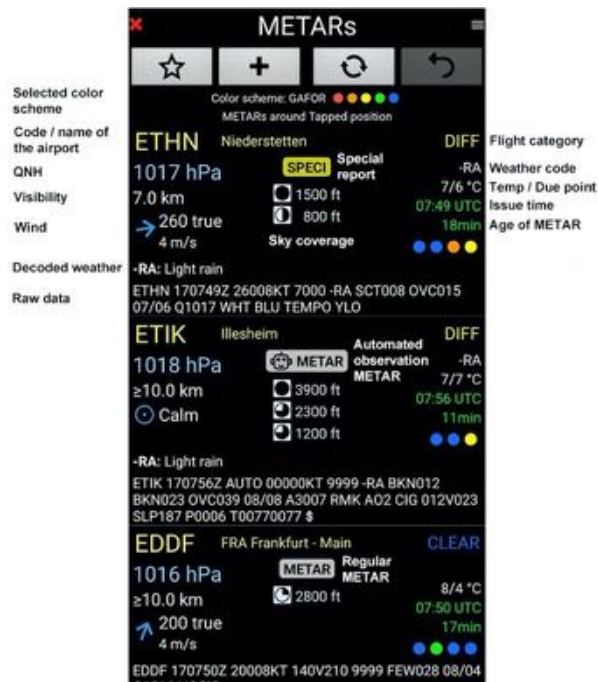 METARs
Color scheme: GAFOR
METARs around Tapped position
Selected color
scheme
Code / name of
the airport
QNH
Visibility
Wind
Decoded weather
Raw data
ETHN Niederstetten DIFF
1017 hPa SPECI Special
report -RA
7.0 km 1500 ft 7/6 °C
260 true 800 ft 07:49 UTC
4 m/s Sky coverage 18min
-RA: Light rain
ETHN 170749Z 26008KT 7000 -RA SCT008 OVC015
07/06 Q1017 WHT BLU TEMPO YLO
Flight category
Weather code
Temp / Due point
Issue time
Age of METAR
ETIK Illesheim DIFF
1018 hPa METAR Automated
observation
METAR -RA
≥10.0 km 3900 ft 7/7 °C
Calm 2300 ft 07:56 UTC
1200 ft 11min
-RA: Light rain
ETIK 170756Z AUTO 00000KT 9999 -RA BKN012
BKN023 OVC039 08/08 A3007 RMK AO2 CIG 012V023
SLP187 P0006 T00770077 $
EDDF FRA Frankfurt - Main CLEAR
1016 hPa METAR Regular
METAR
≥10.0 km 2800 ft 8/4 °C
200 true 07:50 UTC
4 m/s 17min
EDDF 170750Z 20008KT 140V210 9999 FEW028 08/04